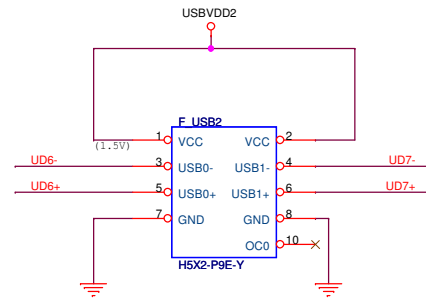 USBVDD2
F_USB2
1 VCC VCC 2
(1.5V)
UD6- 3 USB0- USB1- 4 UD7-
UD6+ 5 USB0+ USB1+ 6 UD7+
7 GND GND 8
OC0 10
H5X2-P9E-Y